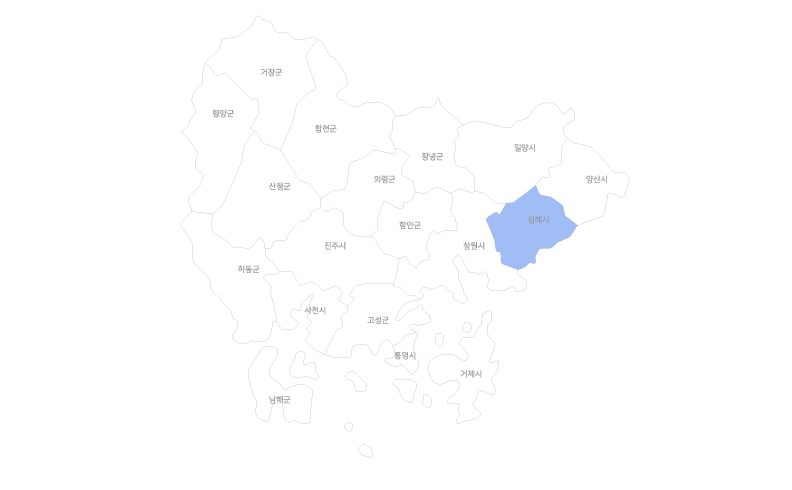 거창군
함양군
합천군
창녕군
밀양시
산청군
의령군
양산시
함안군
김해시
진주시
창원시
하동군
사천시
고성군
통영시
거제시
남해군